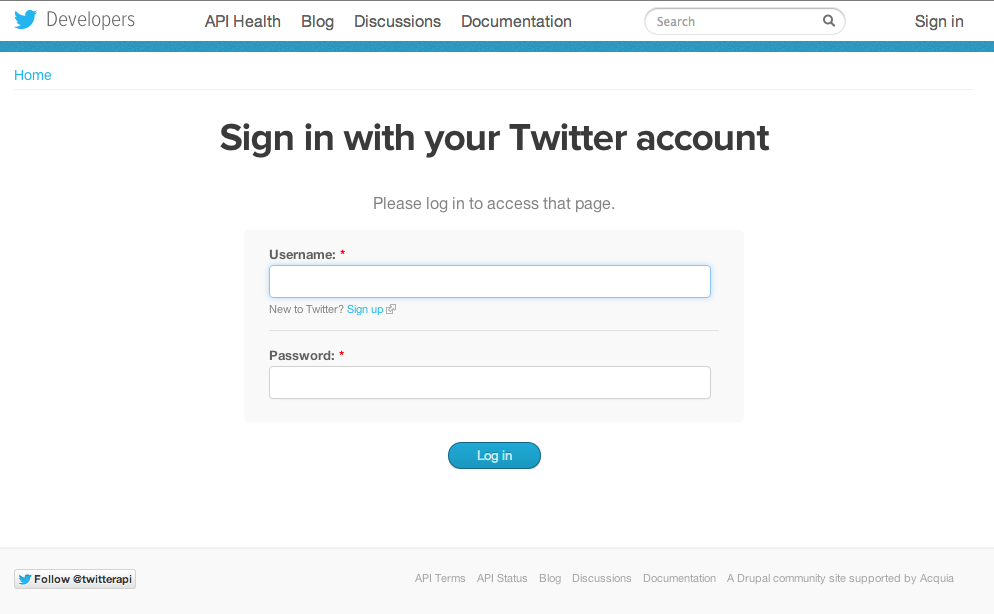 Developers API Health Blog Discussions Documentation Search Sign in
Home
Sign in with your Twitter account
Please log in to access that page.
Username: *
New to Twitter? Sign up
Password: *
Log in
Follow @twitterapi API Terms API Status Blog Discussions Documentation A Drupal community site supported by Acquia